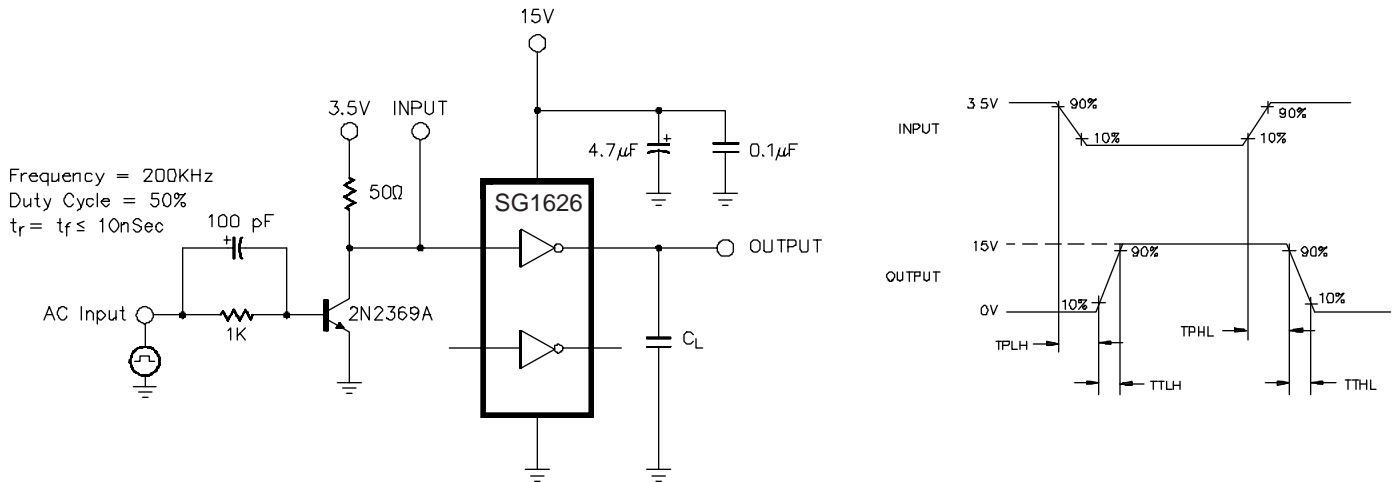 15V
3.5V INPUT
4.7µF
0.1µF
Frequency = 200KHz
Duty Cycle = 50%
tr = tf ≤ 10nSec
50Ω
SG1626
100 pF
+
+
OUTPUT
AC Input
1K
2N2369A
CL
INPUT
3 5V
90%
10%
90%
10%
OUTPUT
15V
90%
90%
10%
10%
0V
TPLH
TPHL
TTLH
TTHL